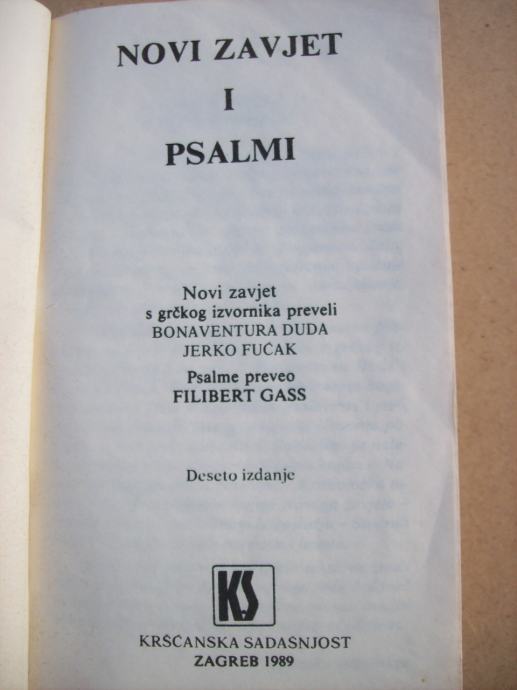 NOVI ZAVJET
I
PSALMI
Novi zavjet
s grčkog izvornika preveli
BONAVENTURA DUDA
JERKO FUĆAK
Psalme preveo
FILIBERT GASS
Deseto izdanje
KS
KRŠĆANSKA SADAŠNJOST
ZAGREB 1989